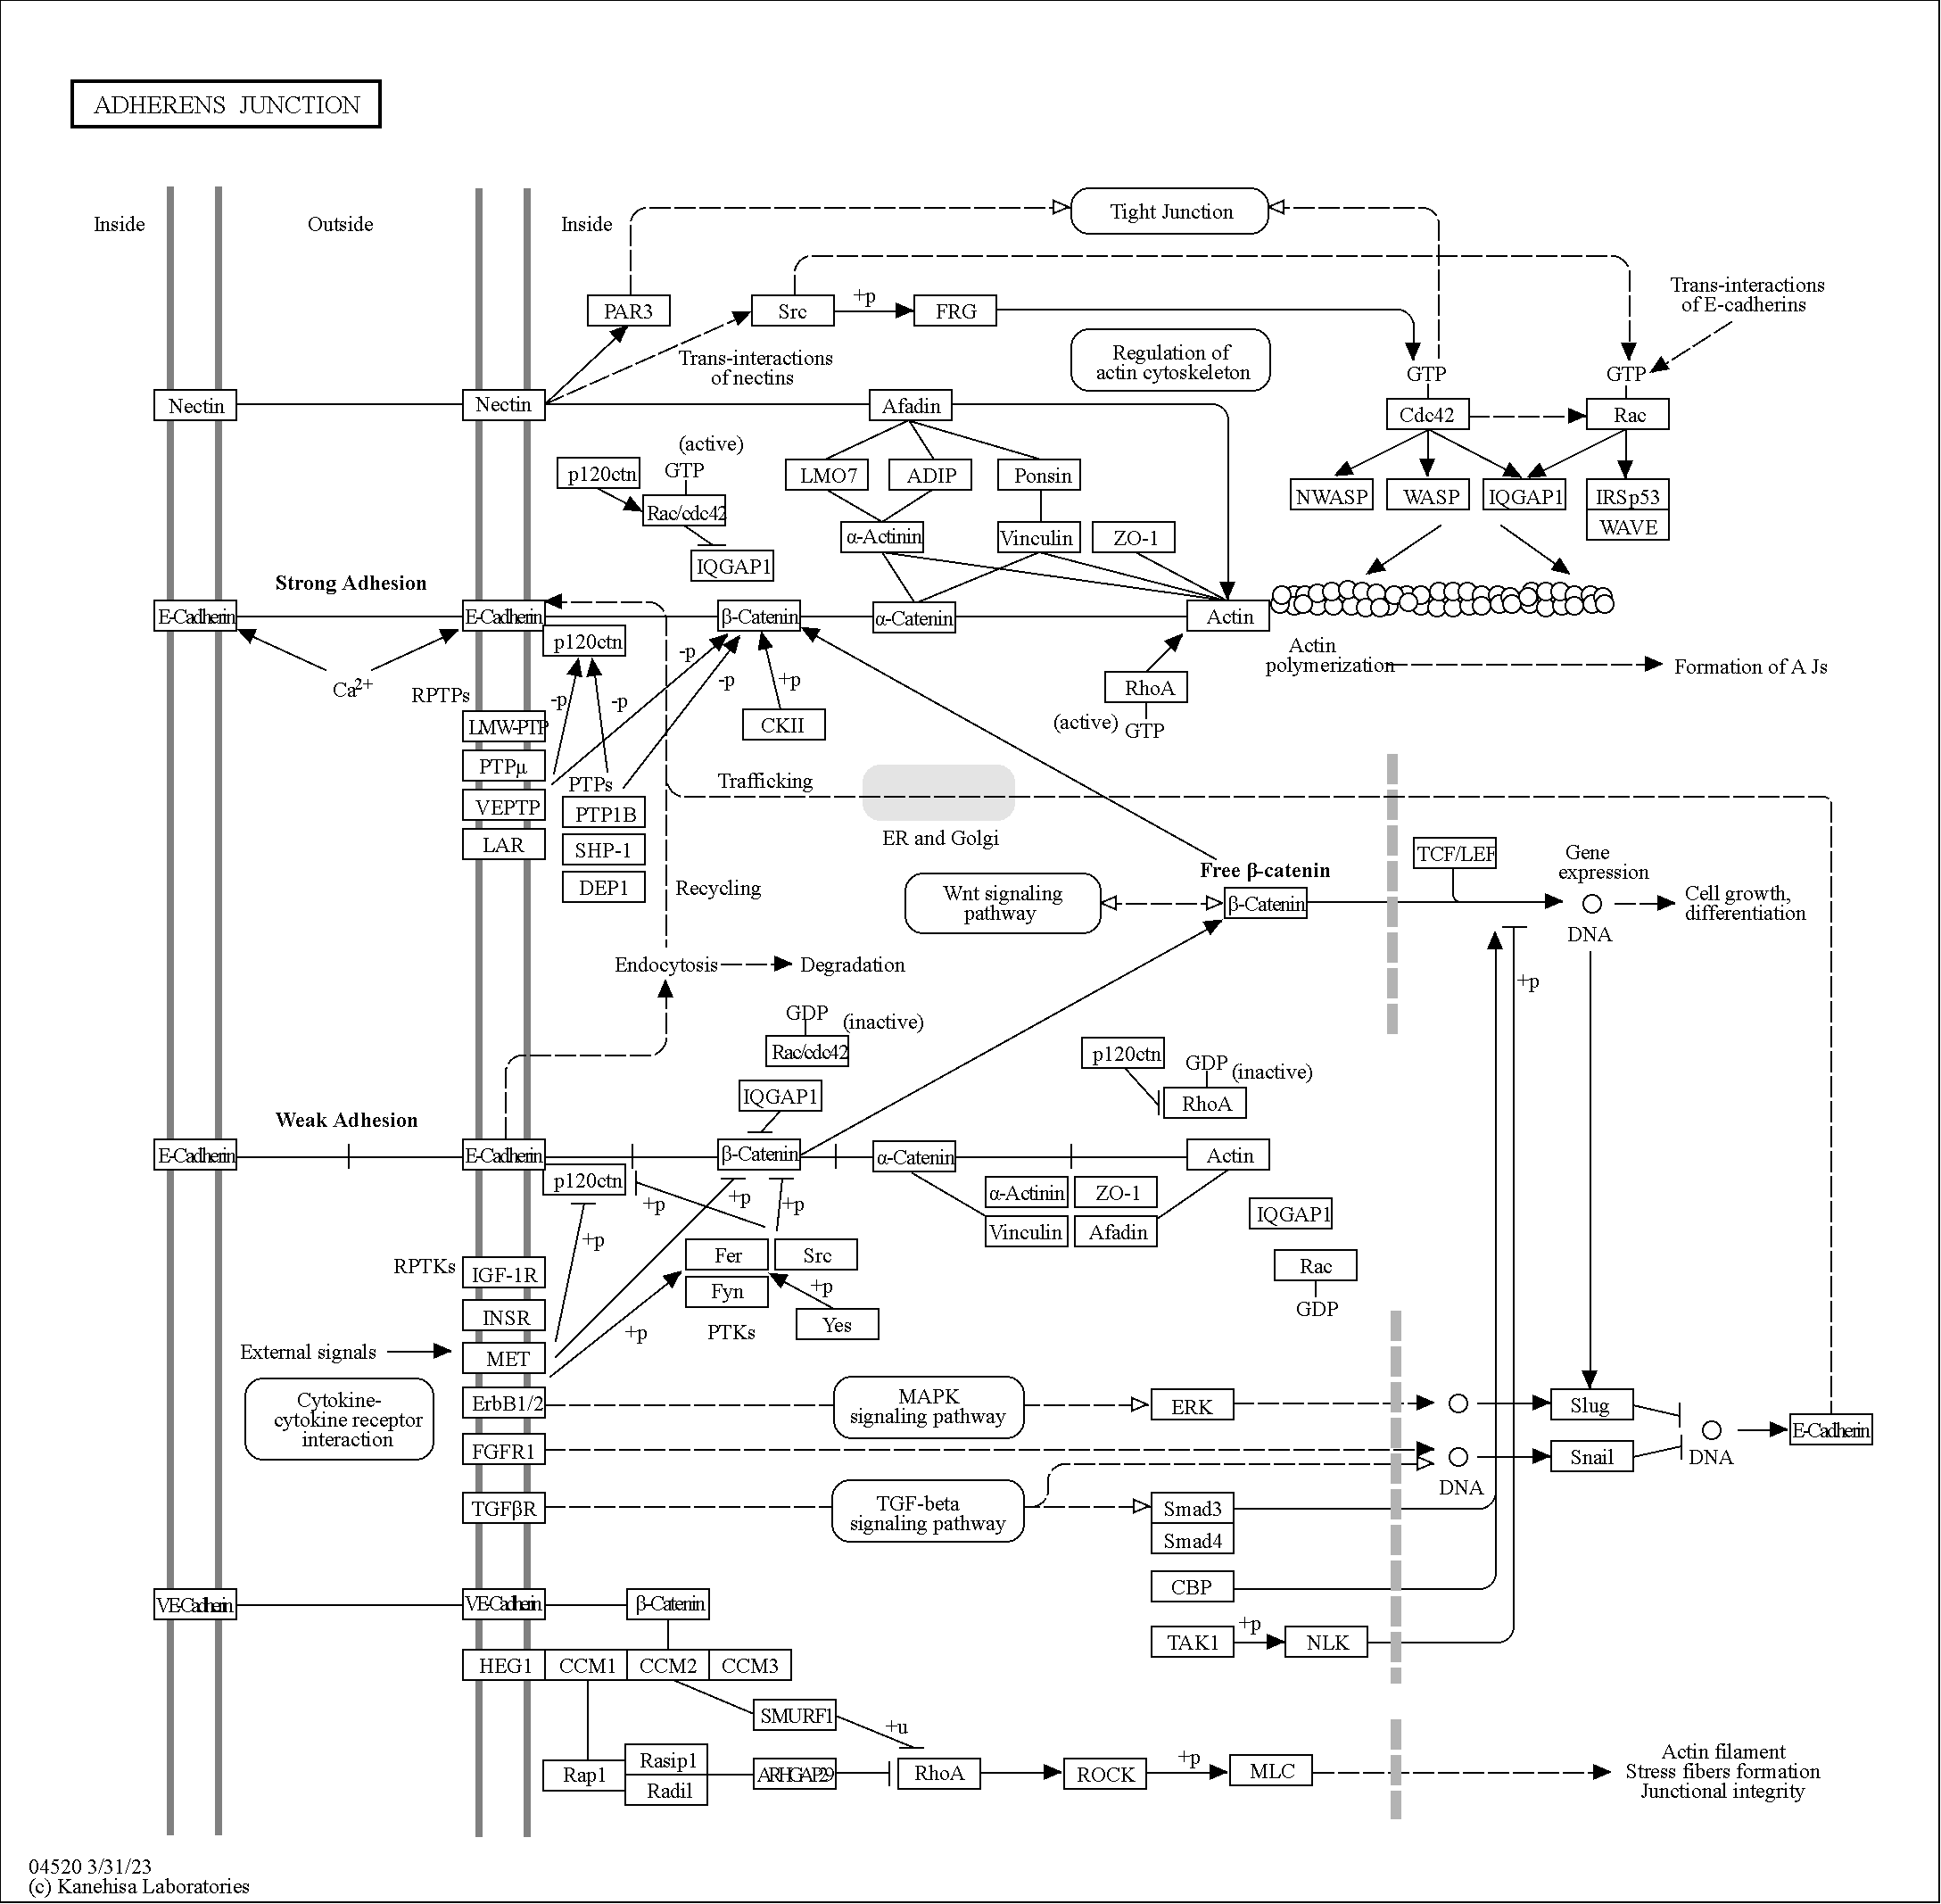 ADHERENS JUNCTION
Inside
Outside
Inside
Tight Junction
PAR3
Src
+p
FRG
Trans-interactions
of E-cadherins
Trans-interactions
of nectins
Regulation of
actin cytoskeleton
GTP
GTP
Nectin
Nectin
Afadin
Cdc42
Rac
(active)
p120ctn
GTP
LMO7
ADIP
Ponsin
Rac/cdc42
NWASP
WASP
IQGAP1
IRSp53
WAVE
α-Actinin
Vinculin
ZO-1
IQGAP1
Strong Adhesion
E-Cadherin
E-Cadherin
β-Catenin
α-Catenin
Actin
p120ctn
-p
-p
+p
-p
-p
Ca2+
RPTPs
Actin
polymerization
Formation of A Js
RhoA
(active)
GTP
LMW-PTP
CKII
PTPμ
PTPs
Trafficking
VEPTP
PTP1B
LAR
SHP-1
ER and Golgi
DEP1
Recycling
TCF/LEF
Gene
expression
Free β-catenin
Wnt signaling
pathway
β-Catenin
Cell growth,
differentiation
DNA
Endocytosis
Degradation
+p
GDP
(inactive)
Rac/cdc42
p120ctn
GDP
(inactive)
RhoA
IQGAP1
Weak Adhesion
E-Cadherin
E-Cadherin
β-Catenin
α-Catenin
Actin
p120ctn
+p
+p
+p
+p
α-Actinin
ZO-1
Vinculin
Afadin
IQGAP1
Fer
Src
Rac
GDP
RPTKs
IGF-1R
Fyn
+p
INSR
+p
PTKs
Yes
External signals
MET
Cytokine-
cytokine receptor
interaction
ErbB1/2
MAPK
signaling pathway
ERK
Slug
E-Cadherin
FGFR1
Snail
DNA
DNA
TGFβR
TGF-beta
signaling pathway
Smad3
Smad4
CBP
VE-Cadherin
VE-Cadherin
β-Catenin
TAK1
+p
NLK
HEG1
CCM1
CCM2
CCM3
SMURF1
+u
Rap1
Rasip1
Radil
ARHGAP29
RhoA
ROCK
+p
MLC
Actin filament
Stress fibers formation
Junctional integrity
04520 3/31/23
(c) Kanehisa Laboratories